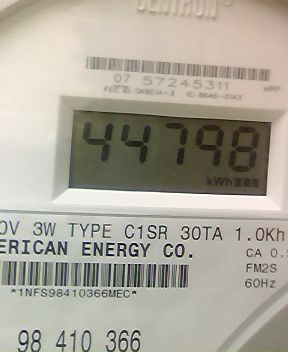 CENTRON
07 57245311
44798
kWh
0V 3W TYPE C1SR 30TA 1.0Kh
ERICAN ENERGY CO.
CA 0.
FM2S
*1NFS98410366MEC*
60Hz
98 410 366